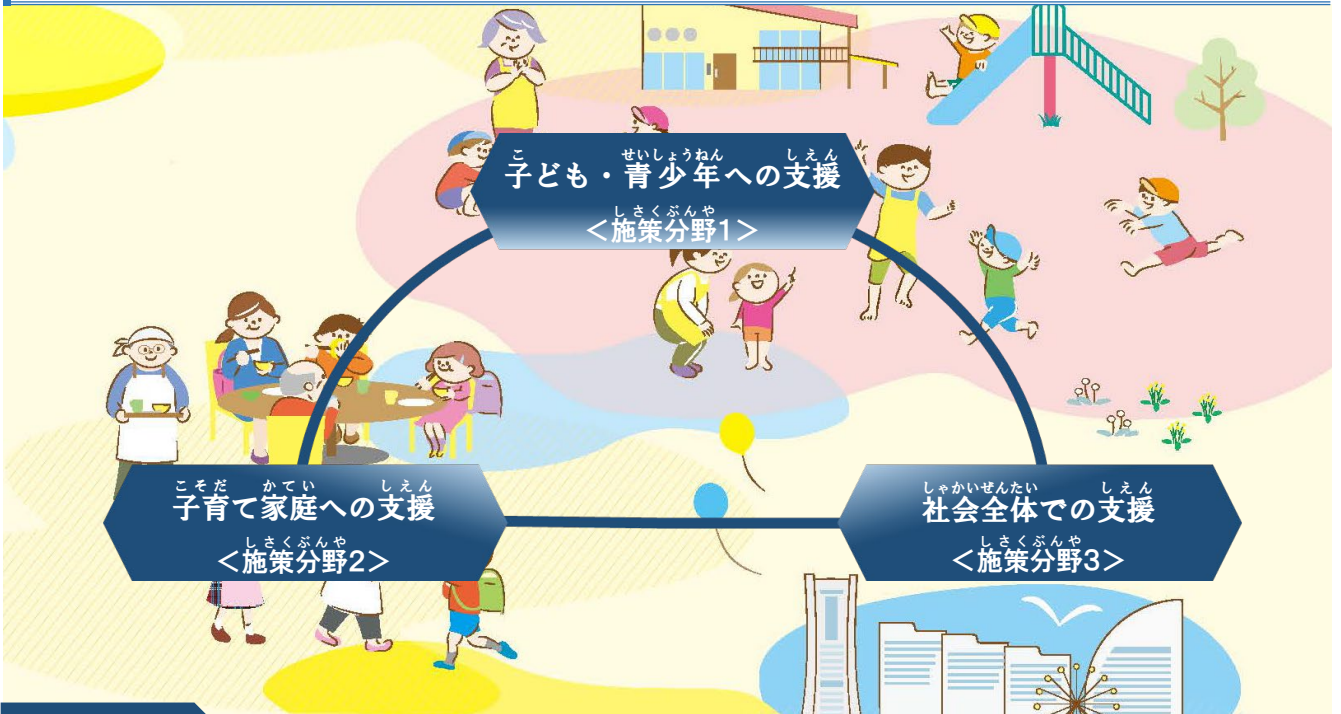 こ せいしょうねん しえん
子ども・青少年への支援
しさくぶんや
＜施策分野1＞
こそだ かてい しえん
子育て家庭への支援
しさくぶんや
＜施策分野2＞
しゃかいぜんたい しえん
社会全体での支援
しさくぶんや
＜施策分野3＞